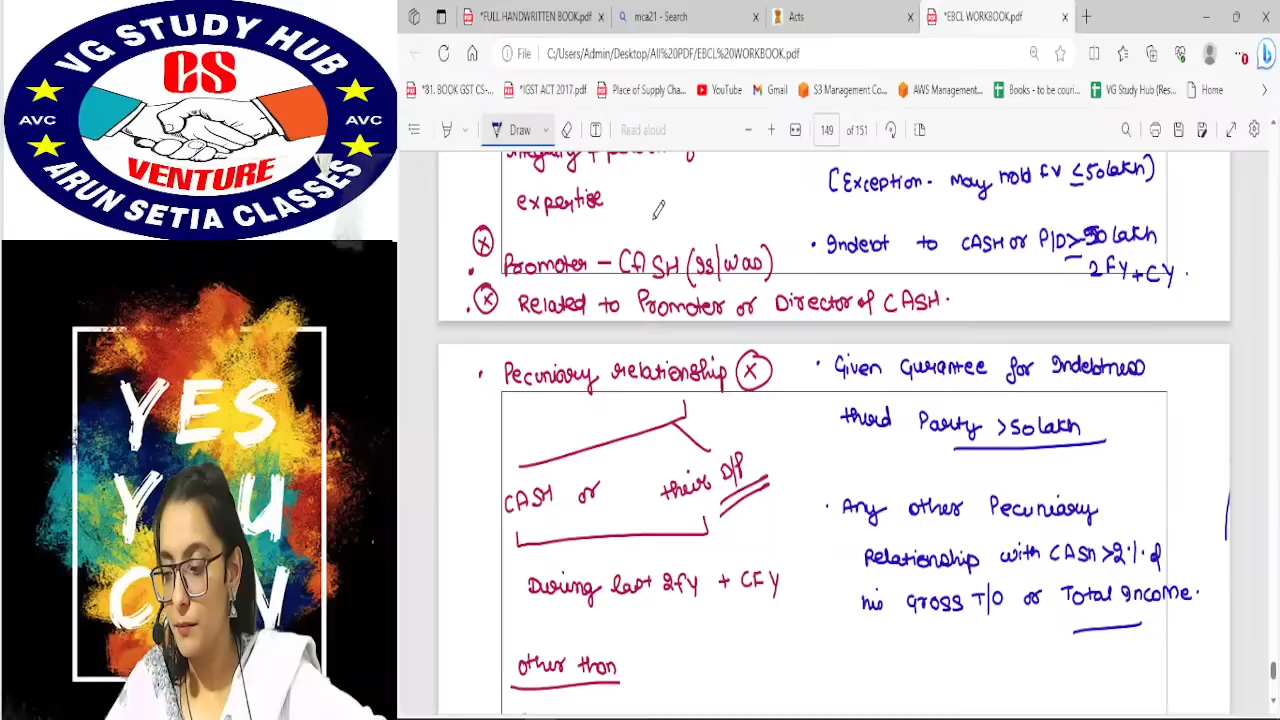 VG STUDY HUB
CS
AVC
AVC
VENTURE
ARUN SETIA CLASSES
YES
YOU
CAN
*FULL HANDWRITTEN BOOK.pdf
mca21 - Search
Acts
*EBCL WORKBOOK.pdf
File
C:/Users/Admin/Desktop/All%20PDF/EBCL%20WORKBOOK.pdf
*81. BOOK GST CS-...
*IGST ACT 2017.pdf
Place of Supply Cha...
YouTube
Gmail
S3 Management Co...
AWS Management...
Books - to be couri...
VG Study Hub (Res...
Home
Draw
Read aloud
149 of 151
expertise
(Exception - may hold FV ≤50lakh)
x
• Promoter - CASH (is/was)
• Indebt to CASH or P/D ≥ 50 lakh
2FY + CY.
x Related to Promoter or Director of CASH.
• Pecuniary relationship x
• Given Gurantee for Indebtness
third Party >50lakh
CASH or their D/P
During last 2fy + CFY
• Any other Pecuniary
Relationship with CASH >2% of
his Gross T/O or Total Income.
other than